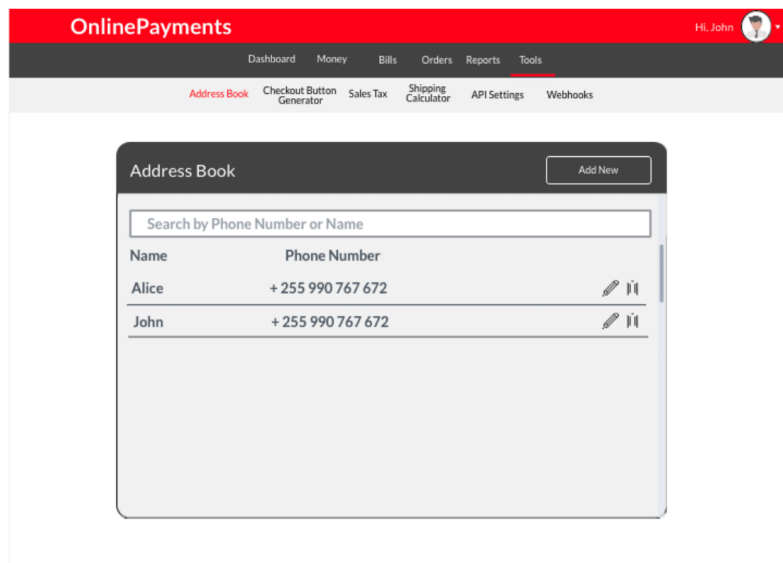 OnlinePayments
Hi, John
Dashboard Money Bills Orders Reports Tools
Address Book Checkout Button Generator Sales Tax Shipping Calculator API Settings Webhooks
Address Book
Add New
Search by Phone Number or Name
Name Phone Number
Alice + 255 990 767 672
John + 255 990 767 672